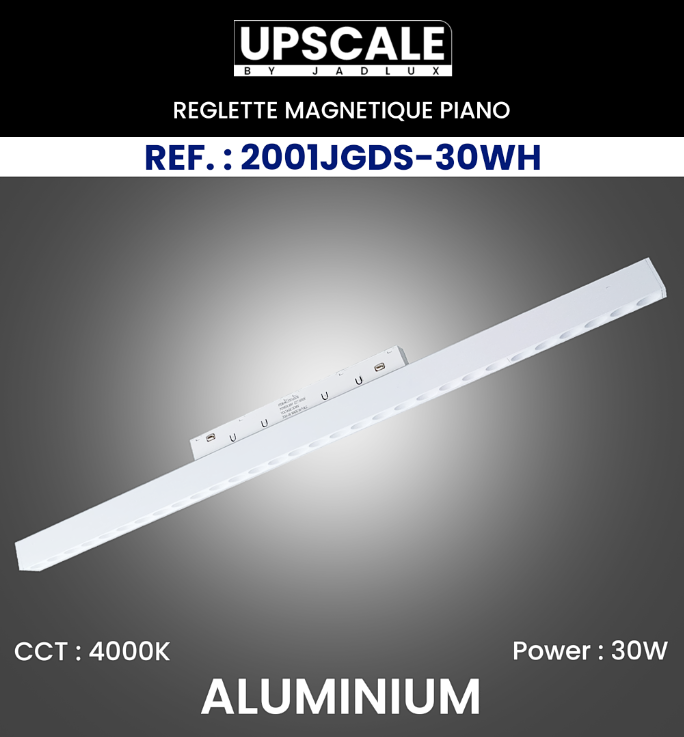 UPSCALE
BY JADLUX
REGLETTE MAGNETIQUE PIANO
REF. : 2001JGDS-30WH
CCT : 4000K
Power : 30W
ALUMINIUM